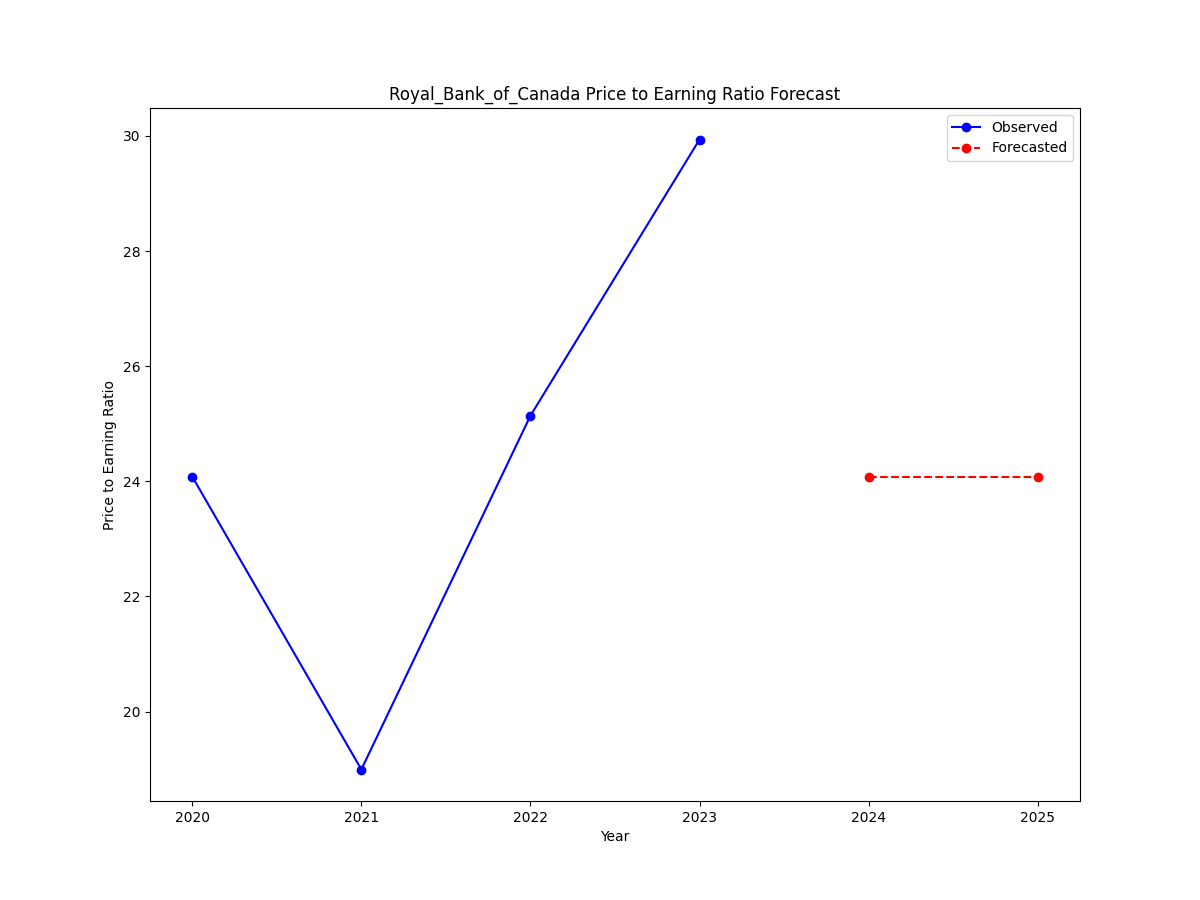 Royal_Bank_of_Canada Price to Earning Ratio Forecast
Observed
Forecasted
30
28
26
24
22
20
Price to Earning Ratio
2020 2021 2022 2023 2024 2025
Year